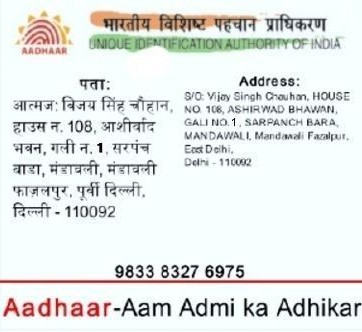 भारतीय विशिष्ट पहचान प्राधिकरण
UNIQUE IDENTIFICATION AUTHORITY OF INDIA
AADHAAR
पता:
आत्मज: विजय सिंह चौहान,
हाउस न. 108, आशीर्वाद
भवन, गली न. 1, सरपंच
बाडा, मंडावली, मंडावली
फाज़लपुर, पूर्वी दिल्ली,
दिल्ली - 110092
Address:
S/O: Vijay Singh Chauhan, HOUSE
NO. 108, ASHIRWAD BHAWAN,
GALI NO.1, SARPANCH BARA,
MANDAWALI, Mandawali Fazalpur,
East Delhi,
Delhi - 110092
9833 8327 6975
Aadhaar-Aam Admi ka Adhikar